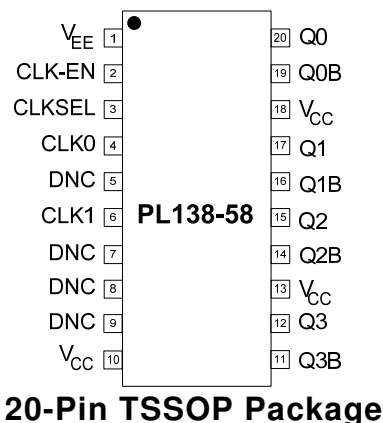 VEE 1 20 Q0
CLK-EN 2 19 Q0B
CLKSEL 3 18 VCC
CLK0 4 17 Q1
DNC 5 16 Q1B
CLK1 6 PL138-58 15 Q2
DNC 7 14 Q2B
DNC 8 13 VCC
DNC 9 12 Q3
VCC 10 11 Q3B
20-Pin TSSOP Package